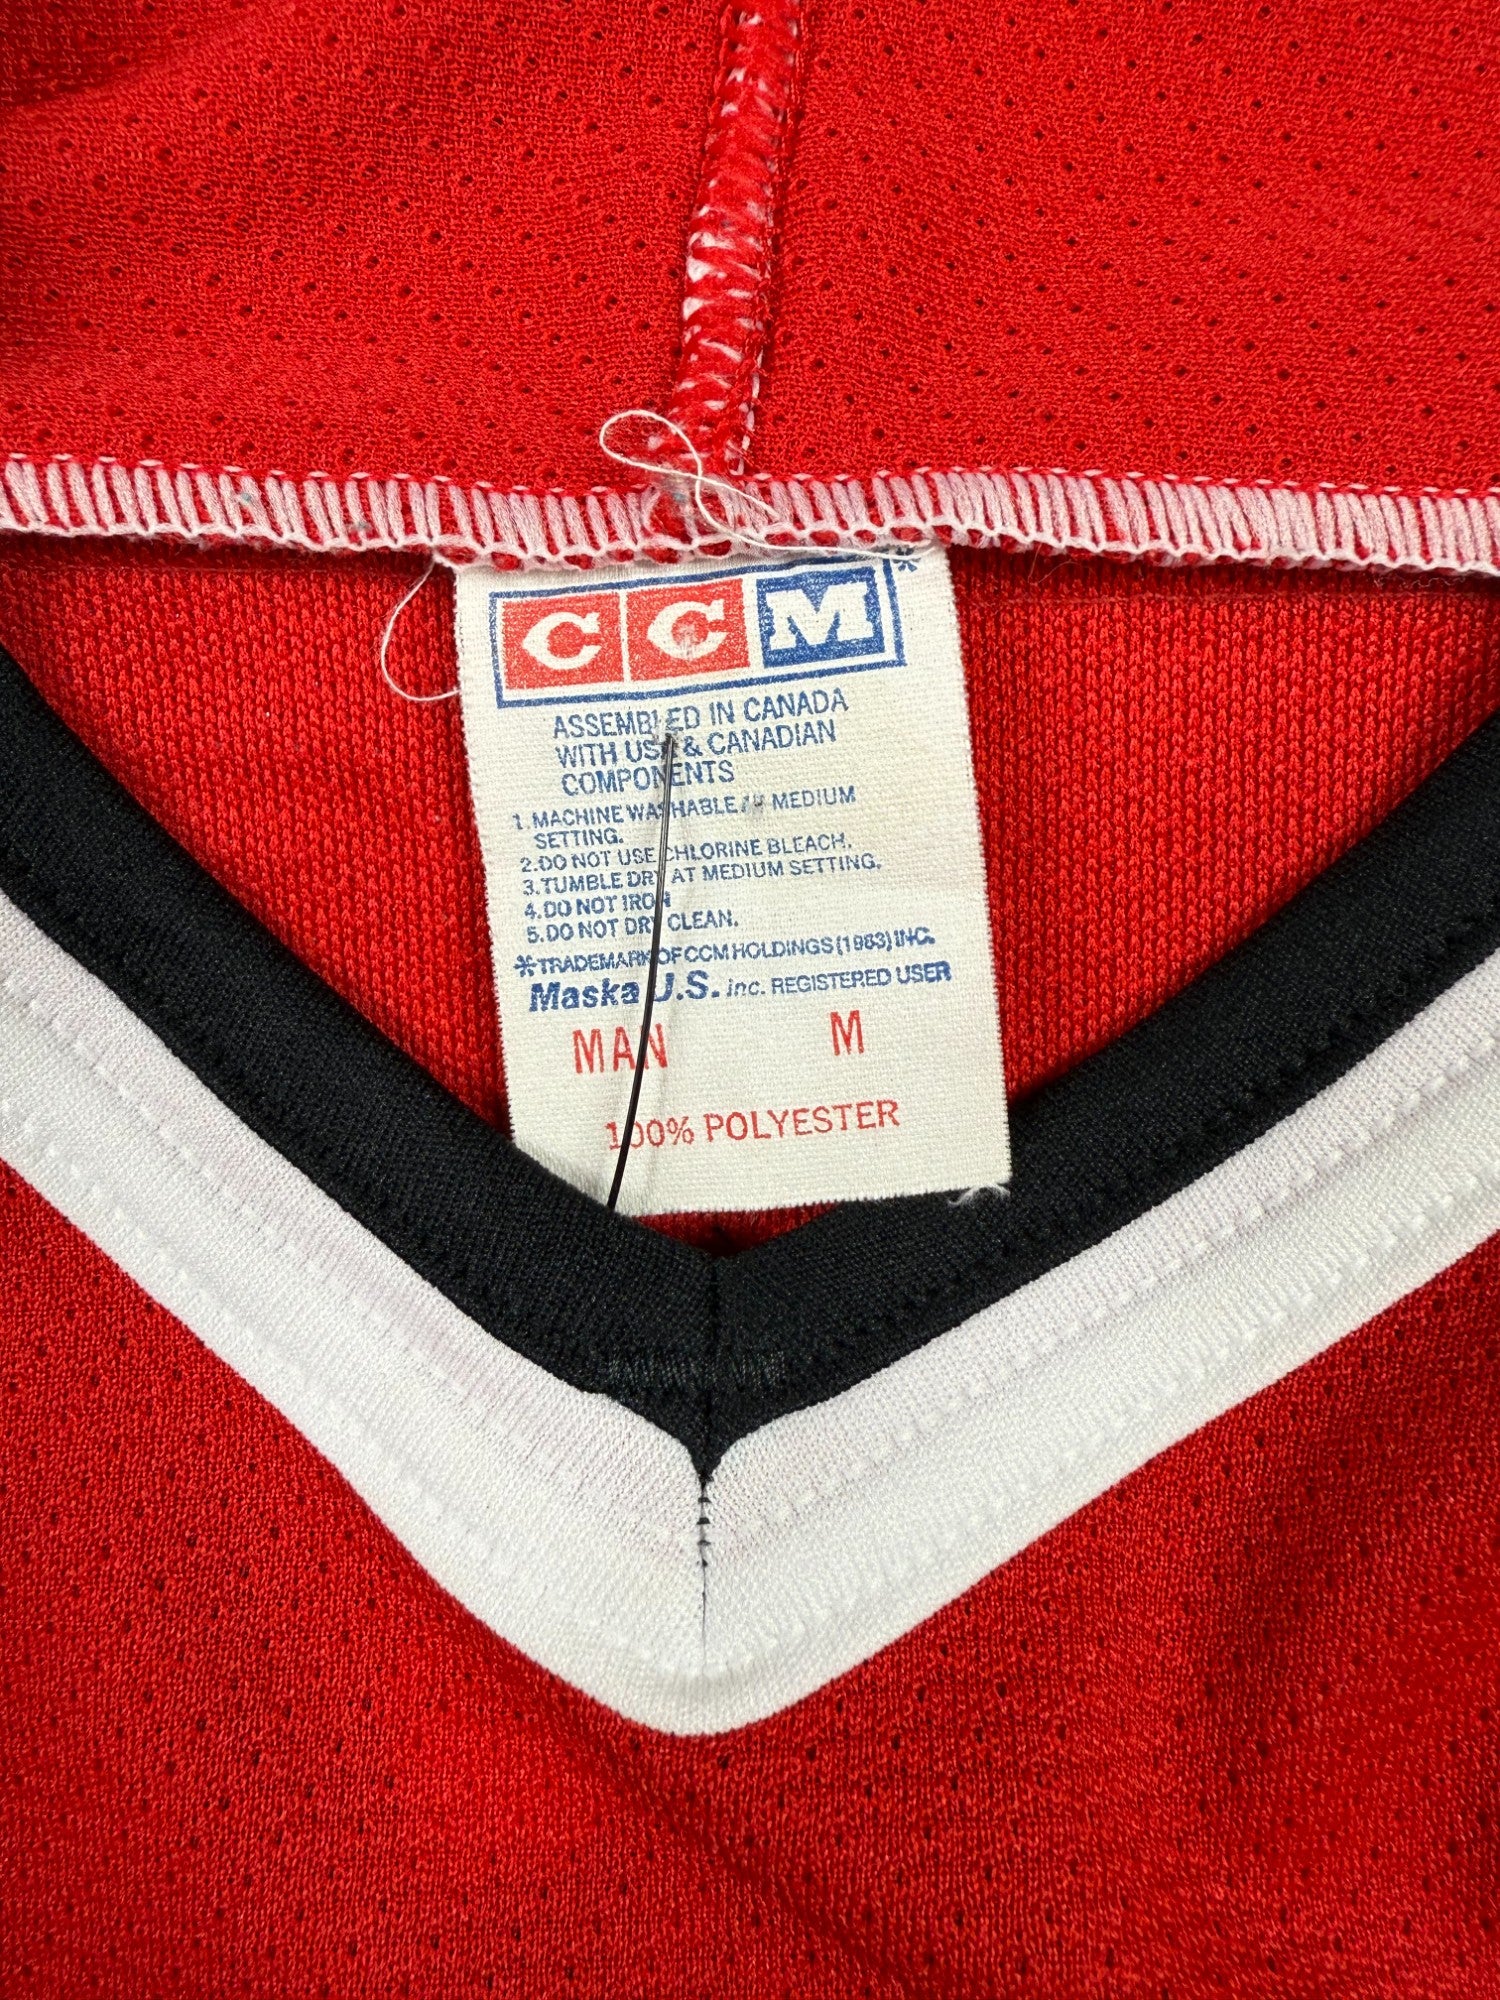 CCM*
ASSEMBLED IN CANADA
WITH USA & CANADIAN
COMPONENTS
1. MACHINE WASHABLE / MEDIUM
SETTING.
2. DO NOT USE CHLORINE BLEACH.
3. TUMBLE DRY AT MEDIUM SETTING.
4. DO NOT IRON
5. DO NOT DRY CLEAN.
* TRADEMARK OF CCM HOLDINGS (1983) INC.
Maska U.S. inc. REGISTERED USER
MAN M
100% POLYESTER